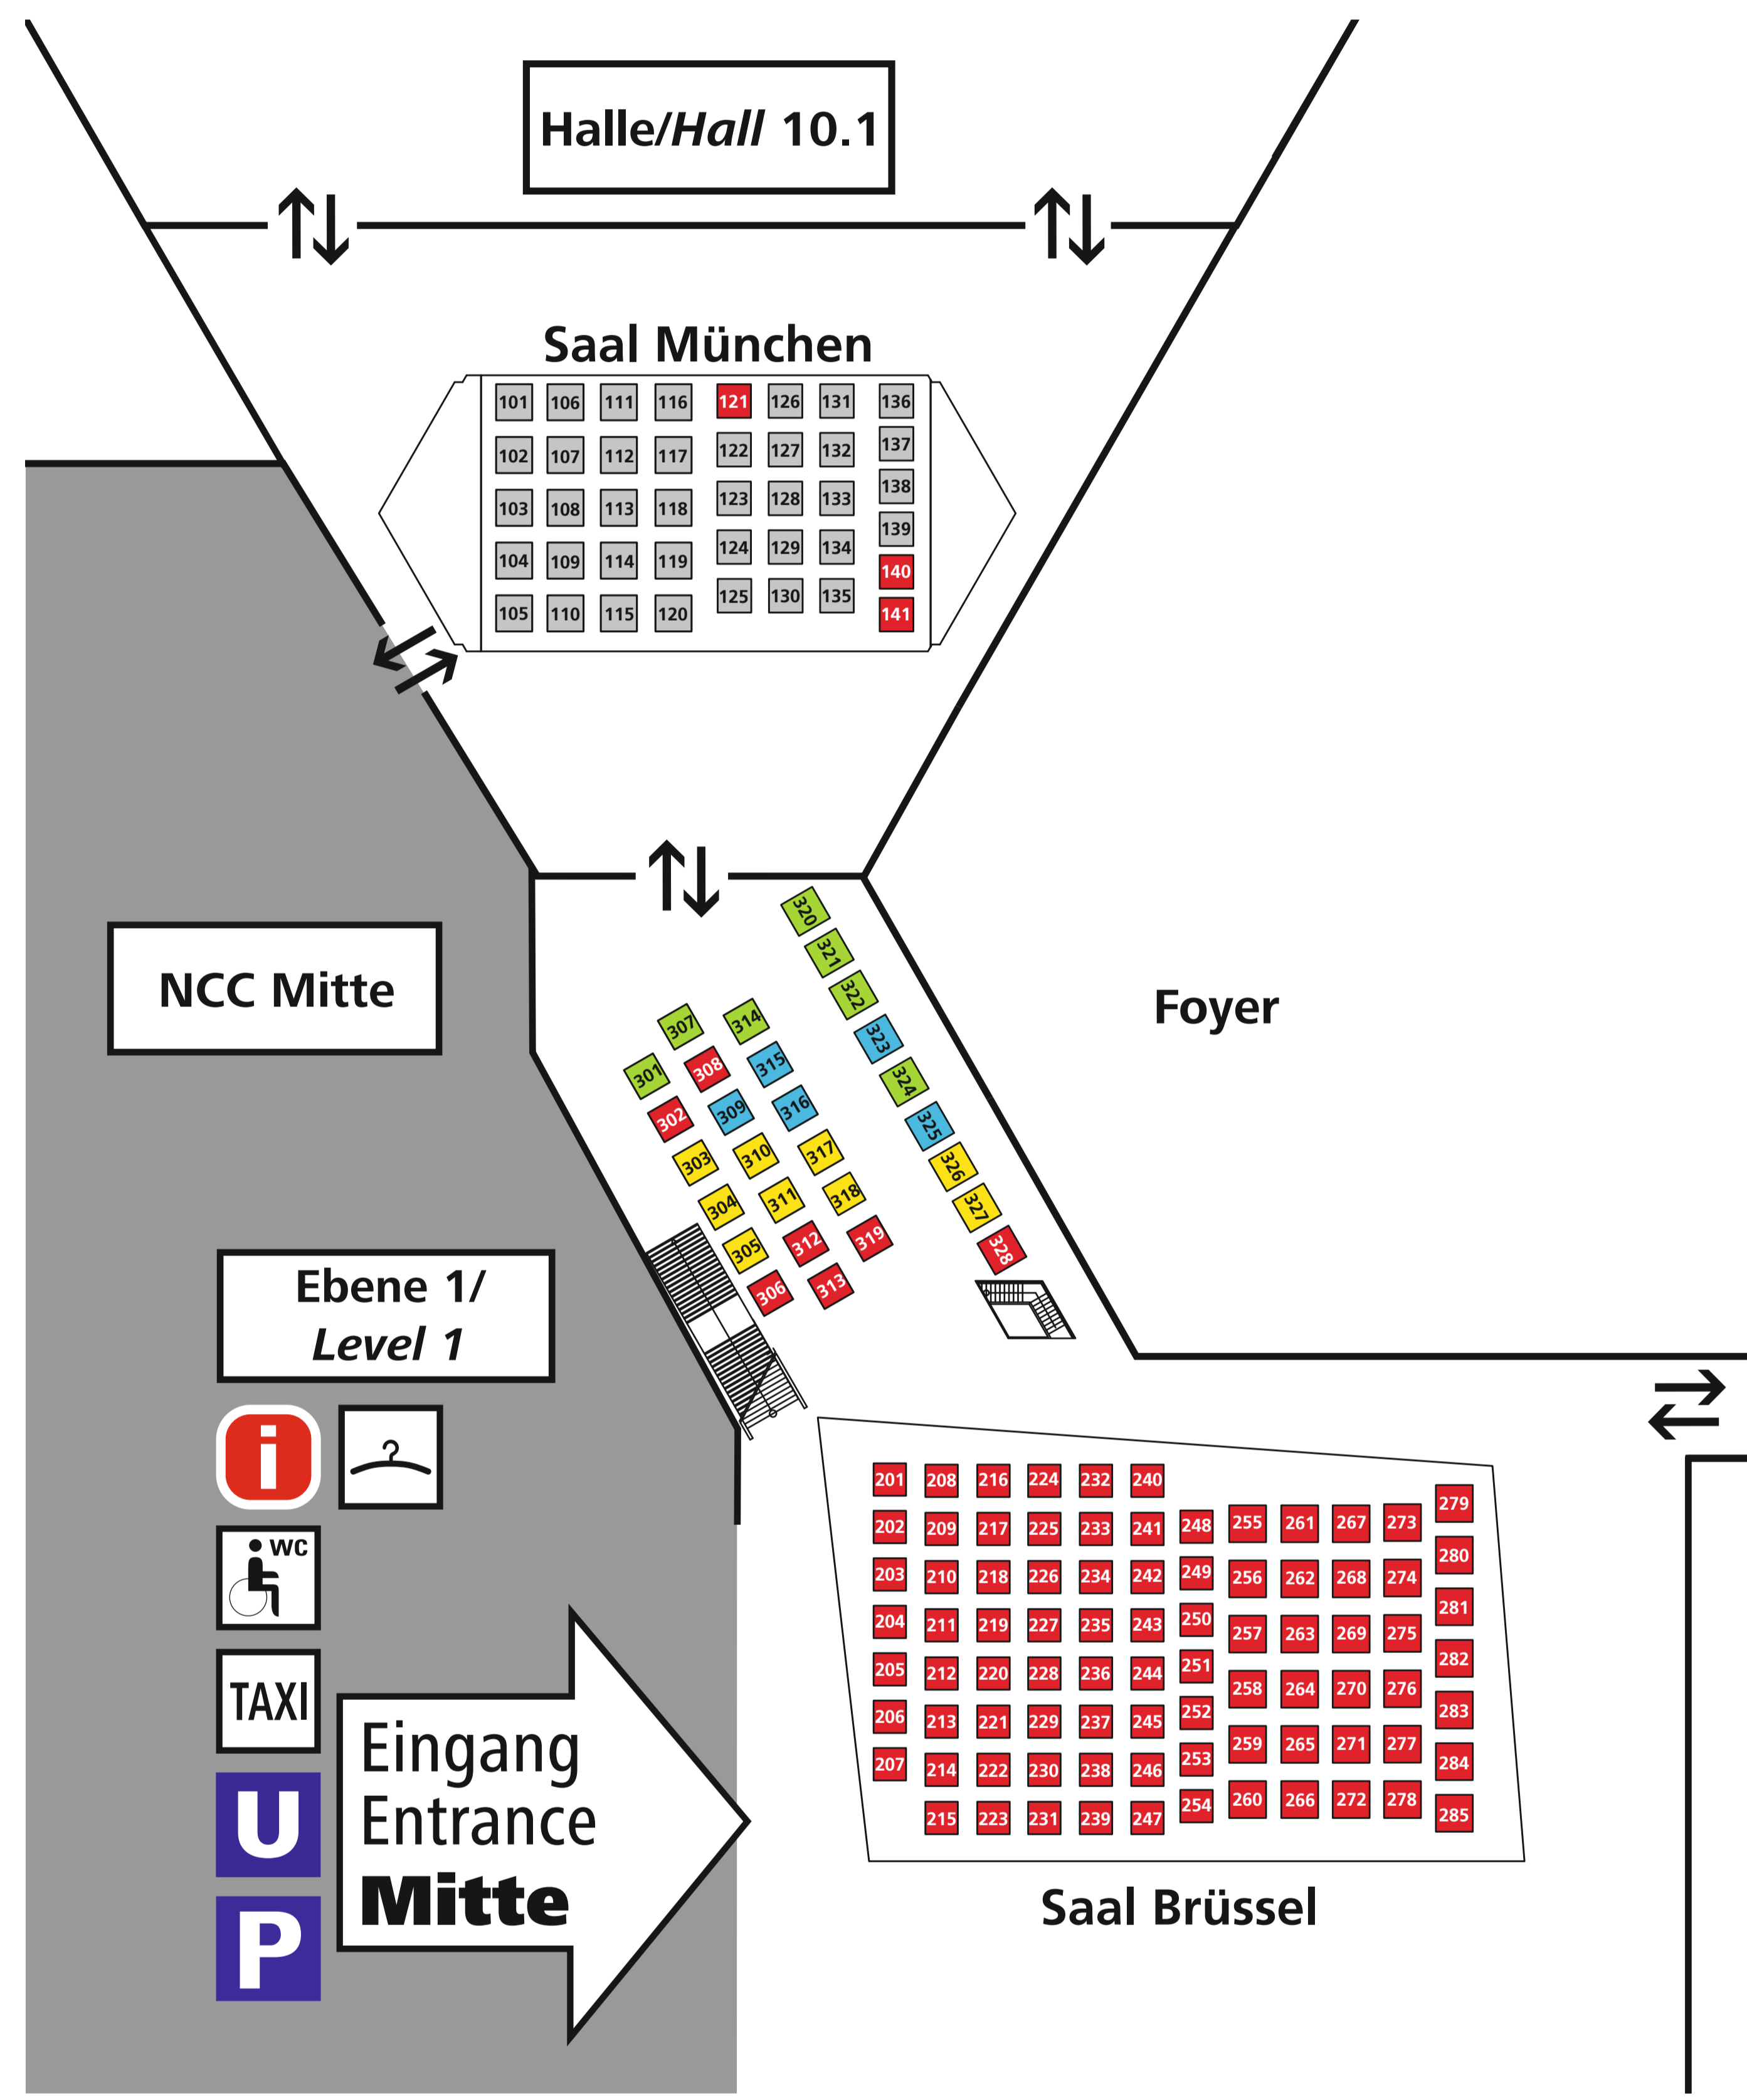 Halle/Hall 10.1
Saal München
101 106 111 116 121 126 131 136
102 107 112 117 122 127 132 137
103 108 113 118 123 128 133 138
104 109 114 119 124 129 134 139
105 110 115 120 125 130 135 140
141
NCC Mitte
Foyer
320
321
322
323
324
325
326
327
328
314
315
316
317
318
319
307
308
309
310
311
312
313
301
302
303
304
305
306
Ebene 1/
Level 1
i
WC
TAXI
U
P
Eingang
Entrance
Mitte
201 208 216 224 232 240
202 209 217 225 233 241 248 255 261 267 273 279
203 210 218 226 234 242 249 256 262 268 274 280
204 211 219 227 235 243 250 257 263 269 275 281
205 212 220 228 236 244 251 258 264 270 276 282
206 213 221 229 237 245 252 259 265 271 277 283
207 214 222 230 238 246 253 260 266 272 278 284
215 223 231 239 247 254 285
Saal Brüssel